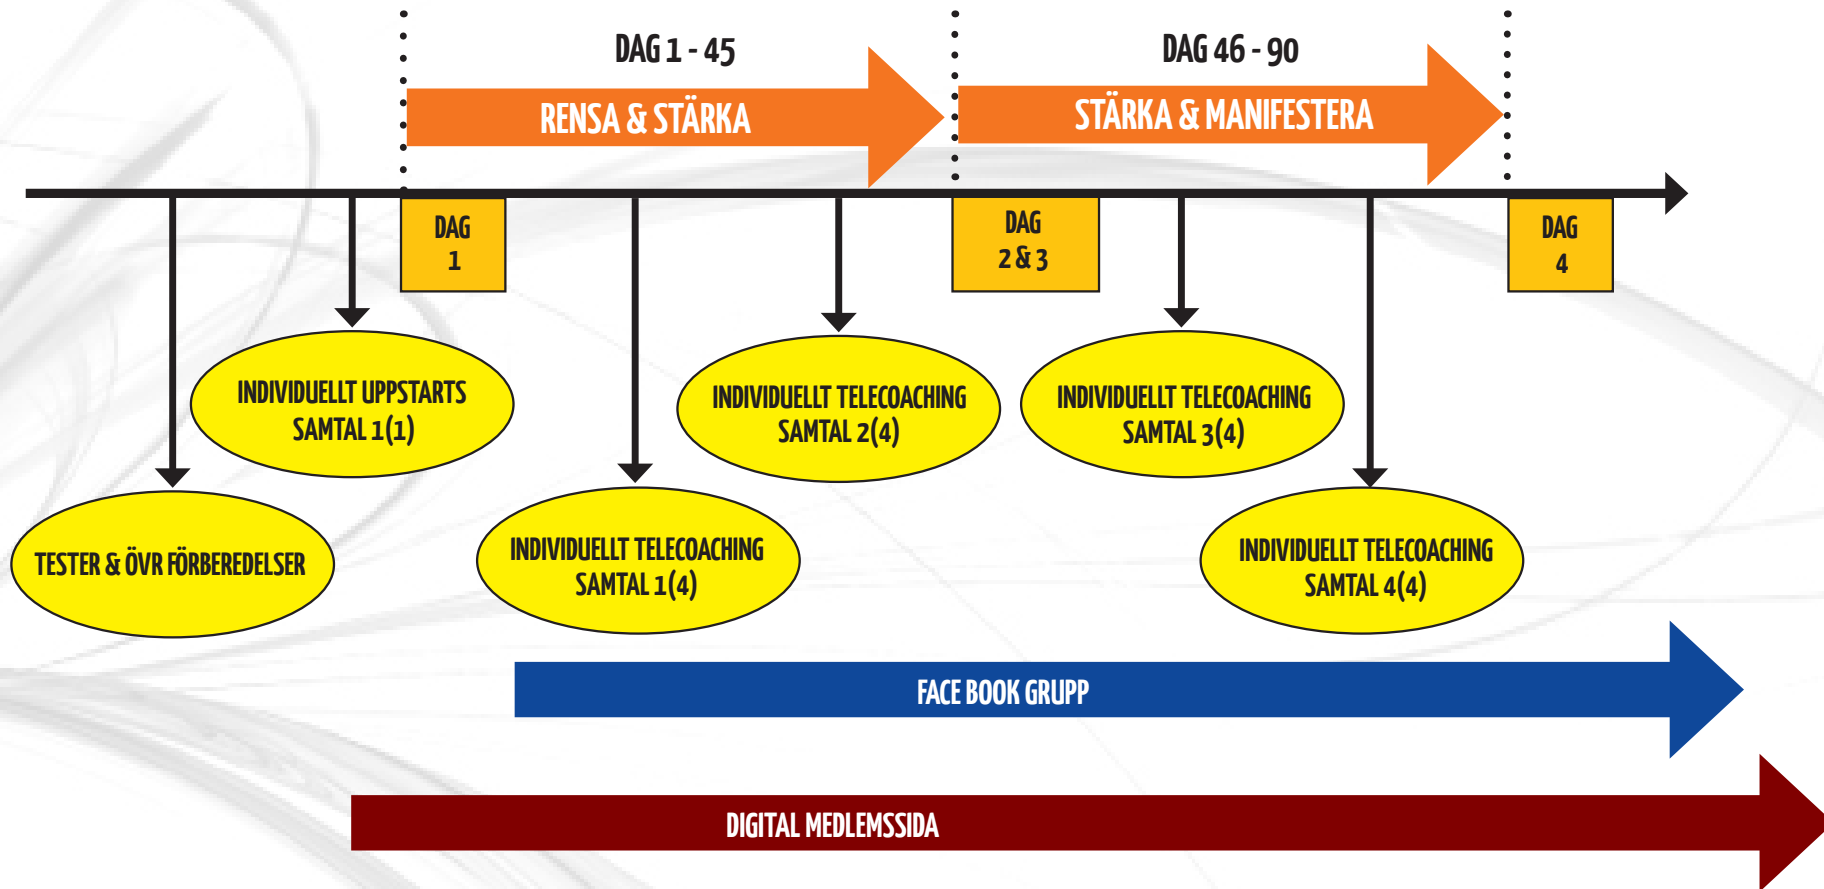 DAG 1 - 45
DAG 46 - 90
RENSA & STÄRKA
STÄRKA & MANIFESTERA
DAG
1
DAG
2 & 3
DAG
4
INDIVIDUELLT UPPSTARTS
SAMTAL 1(1)
INDIVIDUELLT TELECOACHING
SAMTAL 2(4)
INDIVIDUELLT TELECOACHING
SAMTAL 3(4)
TESTER & ÖVR FÖRBEREDELSER
INDIVIDUELLT TELECOACHING
SAMTAL 1(4)
INDIVIDUELLT TELECOACHING
SAMTAL 4(4)
FACE BOOK GRUPP
DIGITAL MEDLEMSSIDA